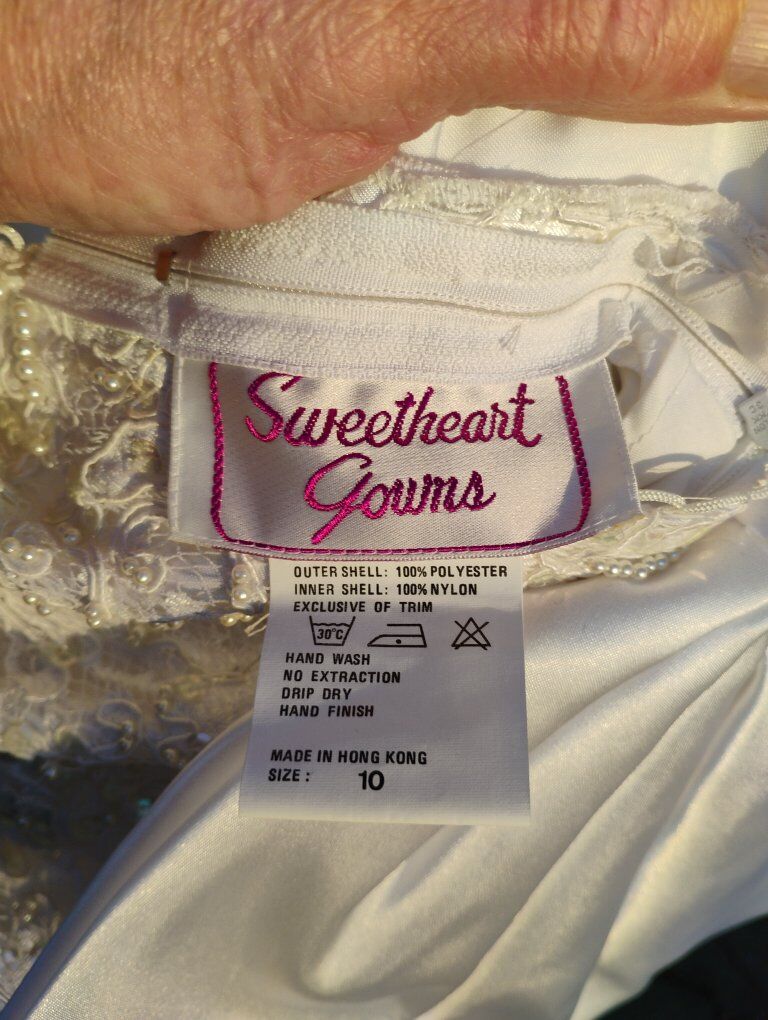 Sweetheart
Gowns
OUTER SHELL: 100% POLYESTER
INNER SHELL: 100% NYLON
EXCLUSIVE OF TRIM
30°C
HAND WASH
NO EXTRACTION
DRIP DRY
HAND FINISH
MADE IN HONG KONG
SIZE : 10